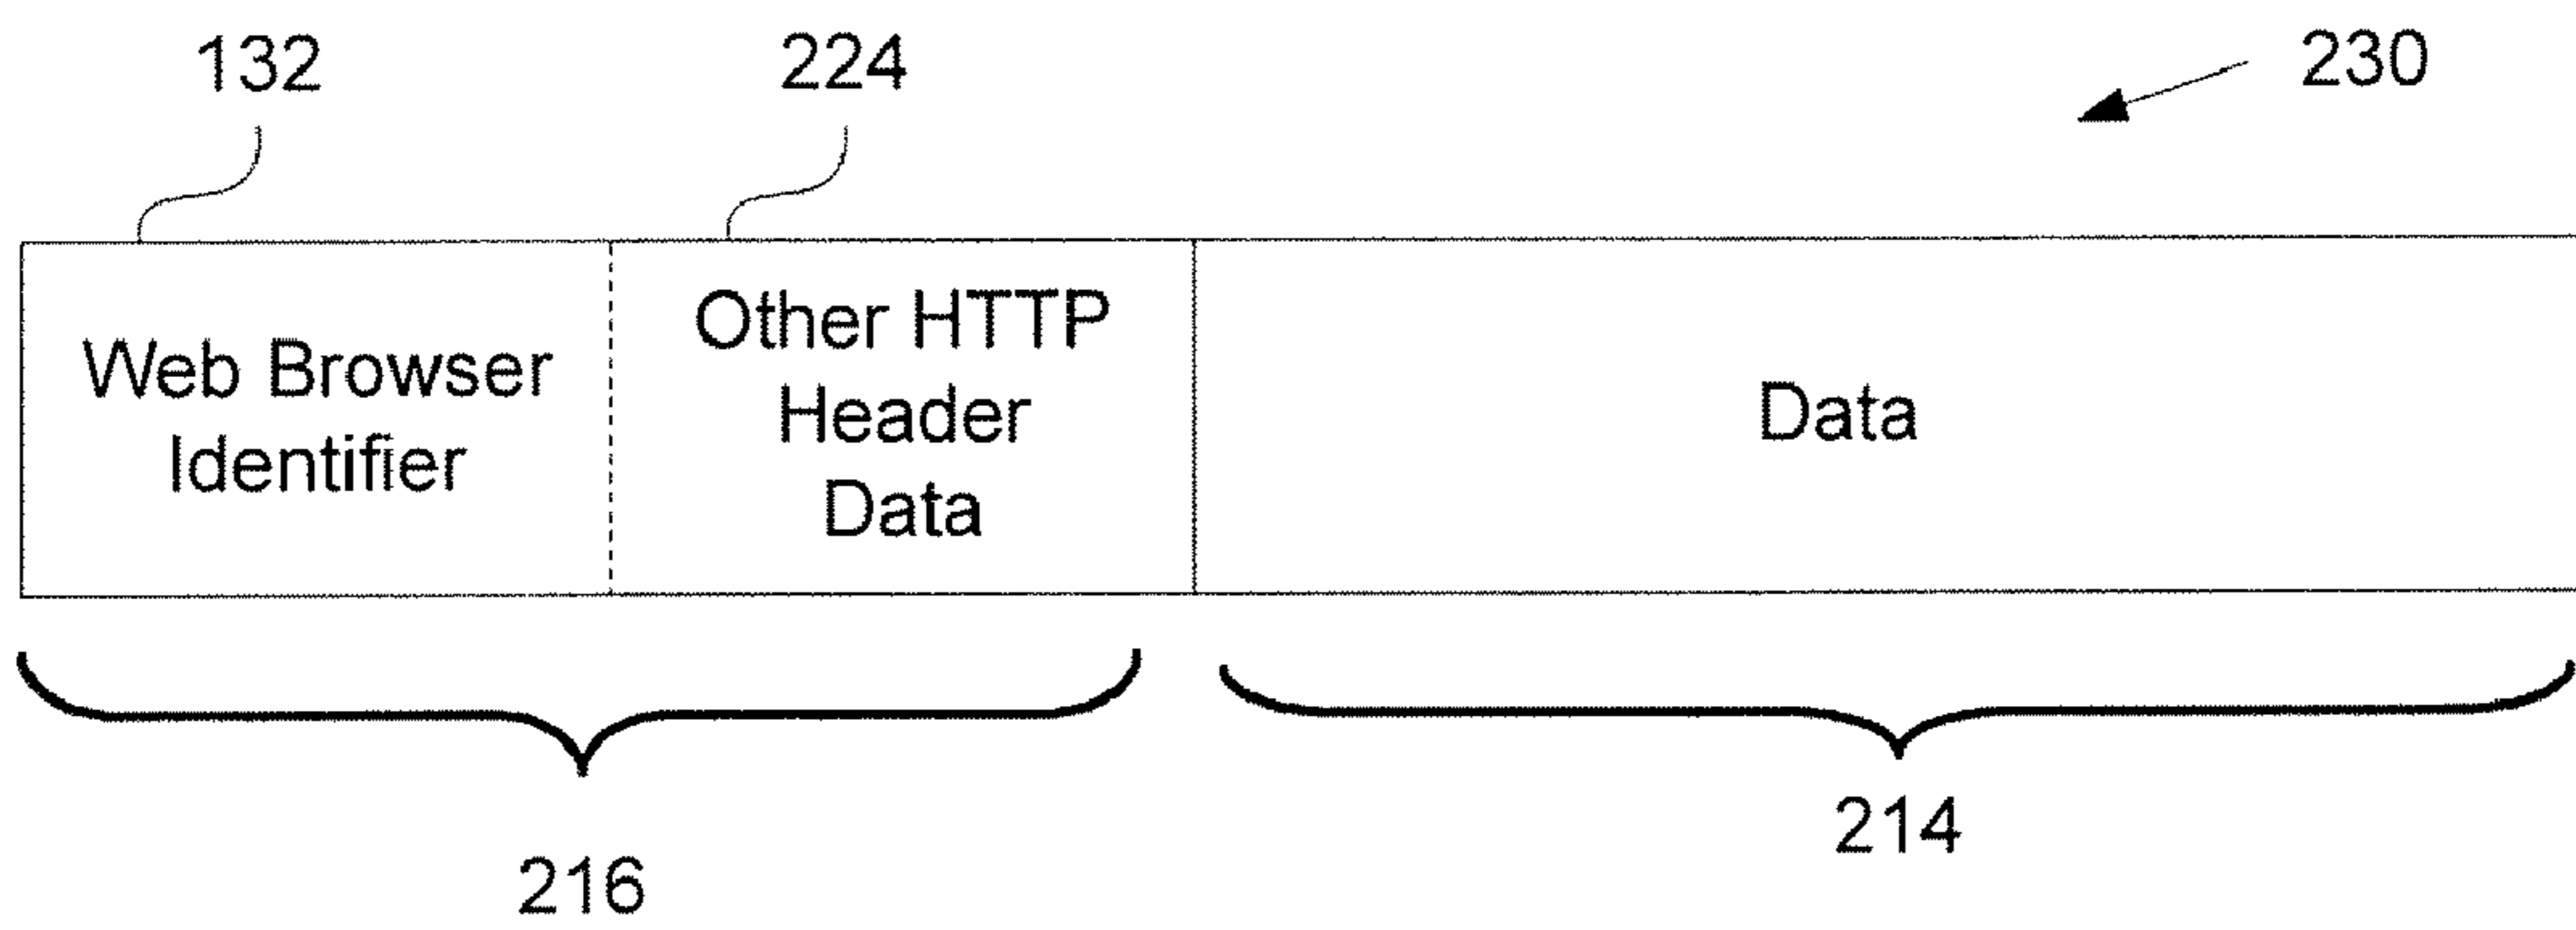 132
224
230
Web Browser
Identifier
Other HTTP
Header
Data
Data
216
214